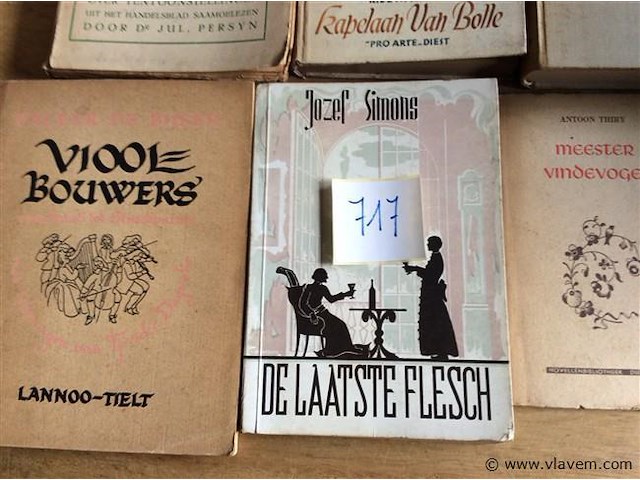 UIT HET HANDELSBLAD SAAMGELEZEN
DOOR Dr JUL. PERSYN
Kapelaan Van Bolle
"PRO ARTE"-DIEST
VIOOL=
BOUWERS
LANNOO-TIELT
Jozef Simons
717
DE LAATSTE FLESCH
ANTOON THIRY
MEESTER
VINDEVOGE
NOVELLENBIBLIOTHEEK
© www.vlavem.com